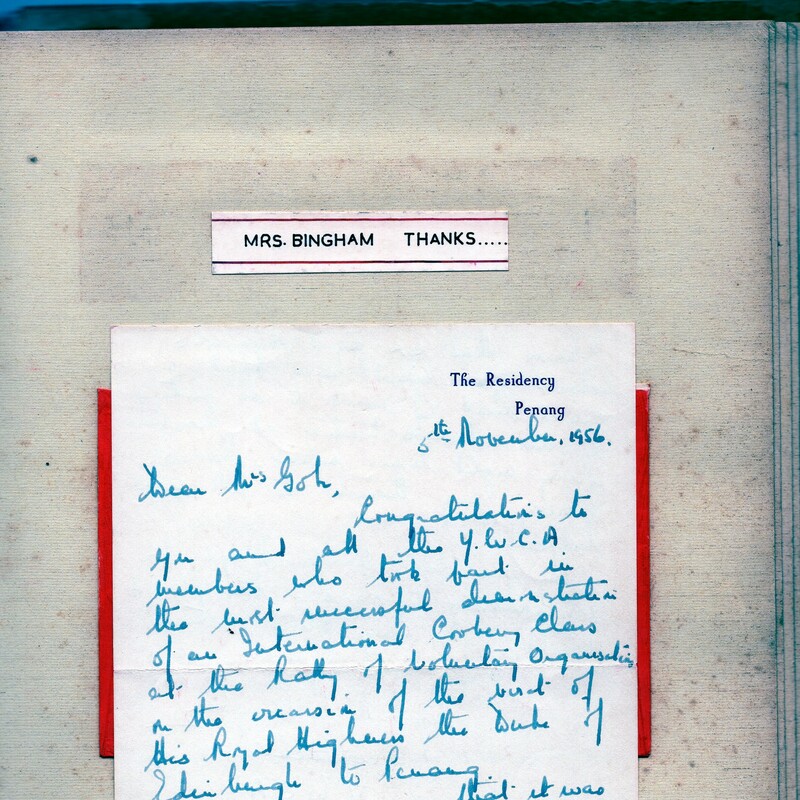 MRS. BINGHAM THANKS.....
The Residency
Penang
5th November, 1956.
Dear Mrs Goh,
Congratulations to
you and all the Y.W.C.A
members who took part in
the most successful demonstration
of an International Cookery Class
at the Rally of Voluntary Organisations
on the occasion of the visit of
His Royal Highness the Duke of
Edinburgh to Penang.
that it was